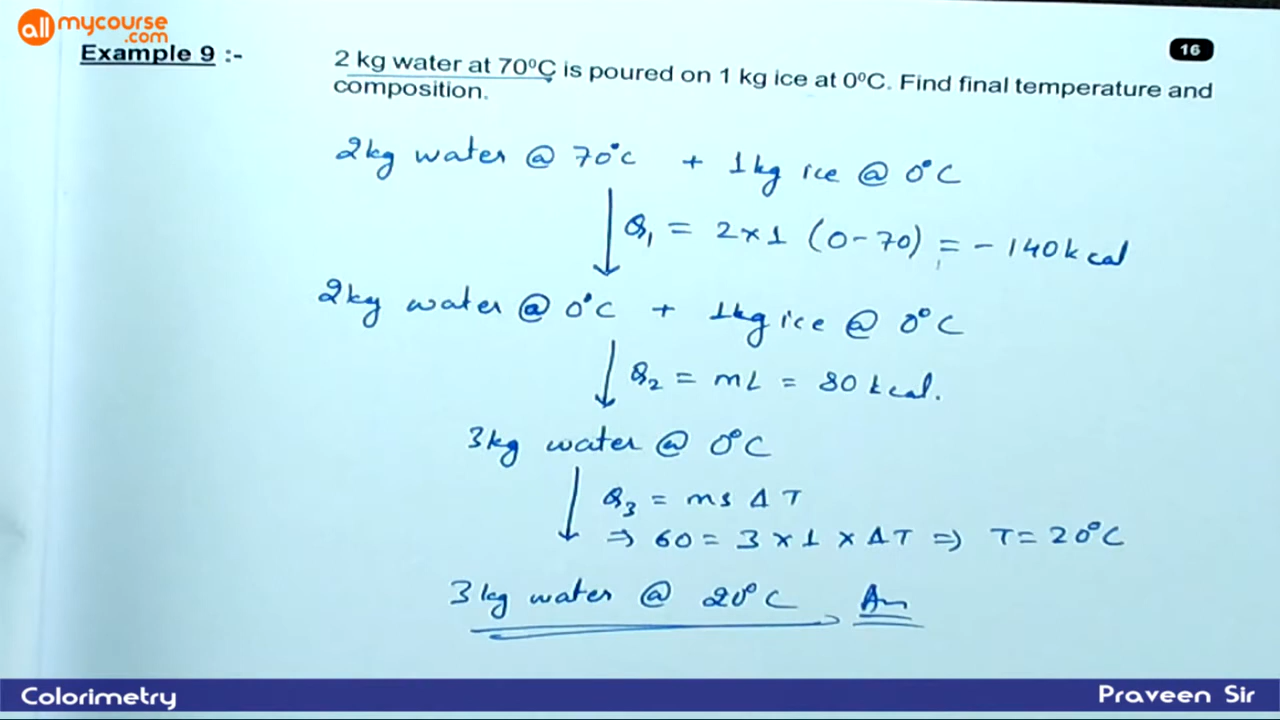 all mycourse
.com
16
Example 9 :- 2 kg water at 70°C is poured on 1 kg ice at 0°C. Find final temperature and
composition.
2kg water @ 70°C + 1kg ice @ 0°C
Q₁ = 2×1 (0-70) = -140kcal
2kg water @ 0°C + 1kg ice @ 0°C
Q₂ = mL = 80 kcal.
3kg water @ 0°C
Q₃ = ms ΔT
⇒ 60 = 3 × 1 × ΔT ⇒ T = 20°C
3kg water @ 20°C Ans
Colorimetry Praveen Sir